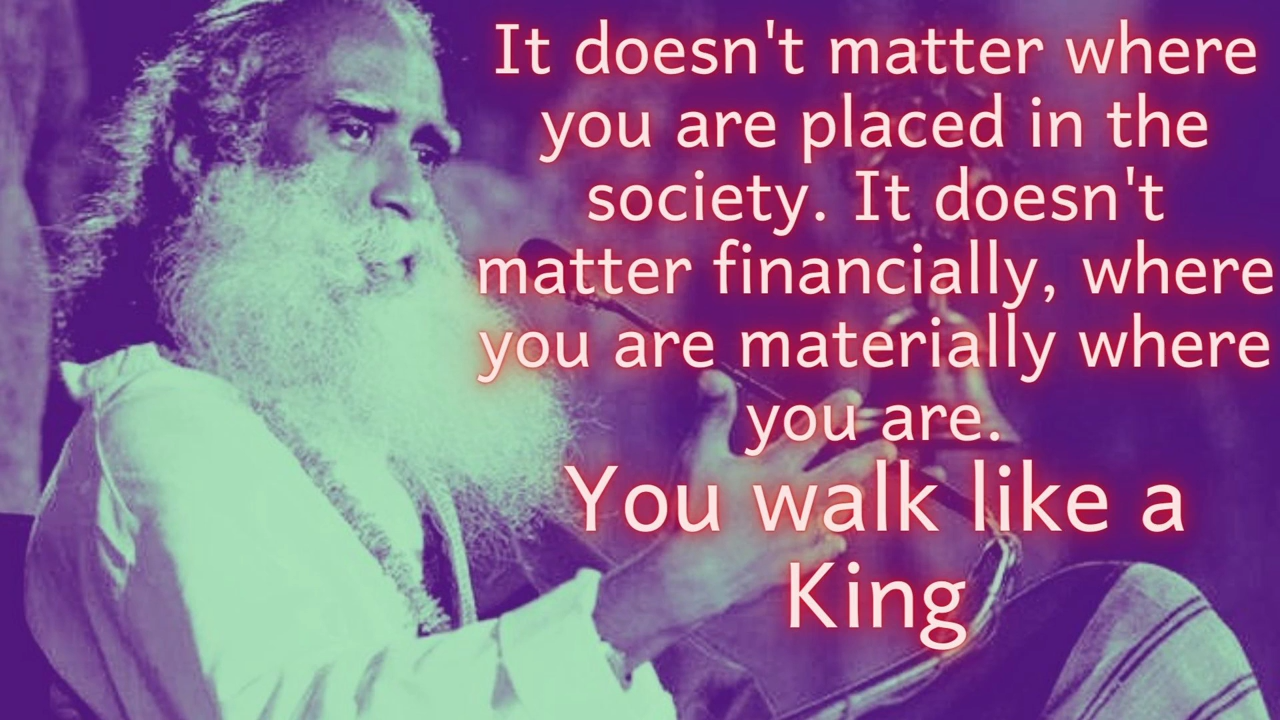 It doesn't matter where
you are placed in the
society. It doesn't
matter financially, where
you are materially where
you are.
You walk like a
King